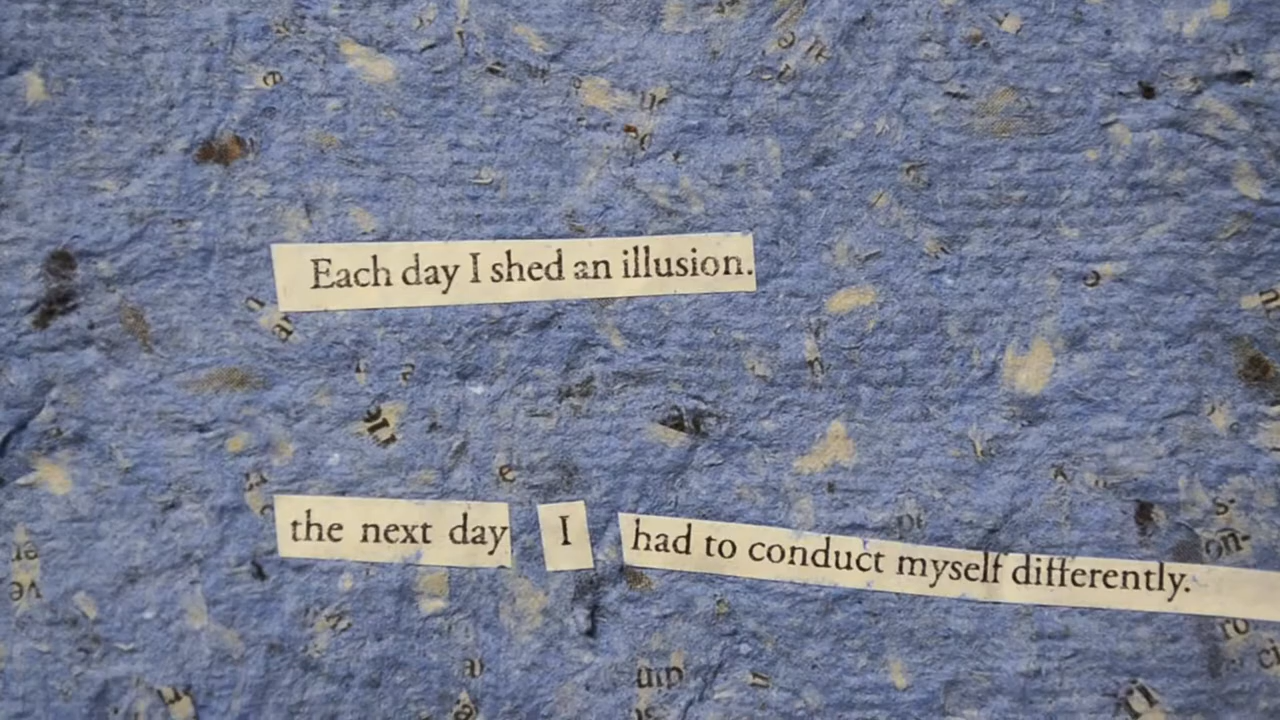 Each day I shed an illusion.
the next day I had to conduct myself differently.